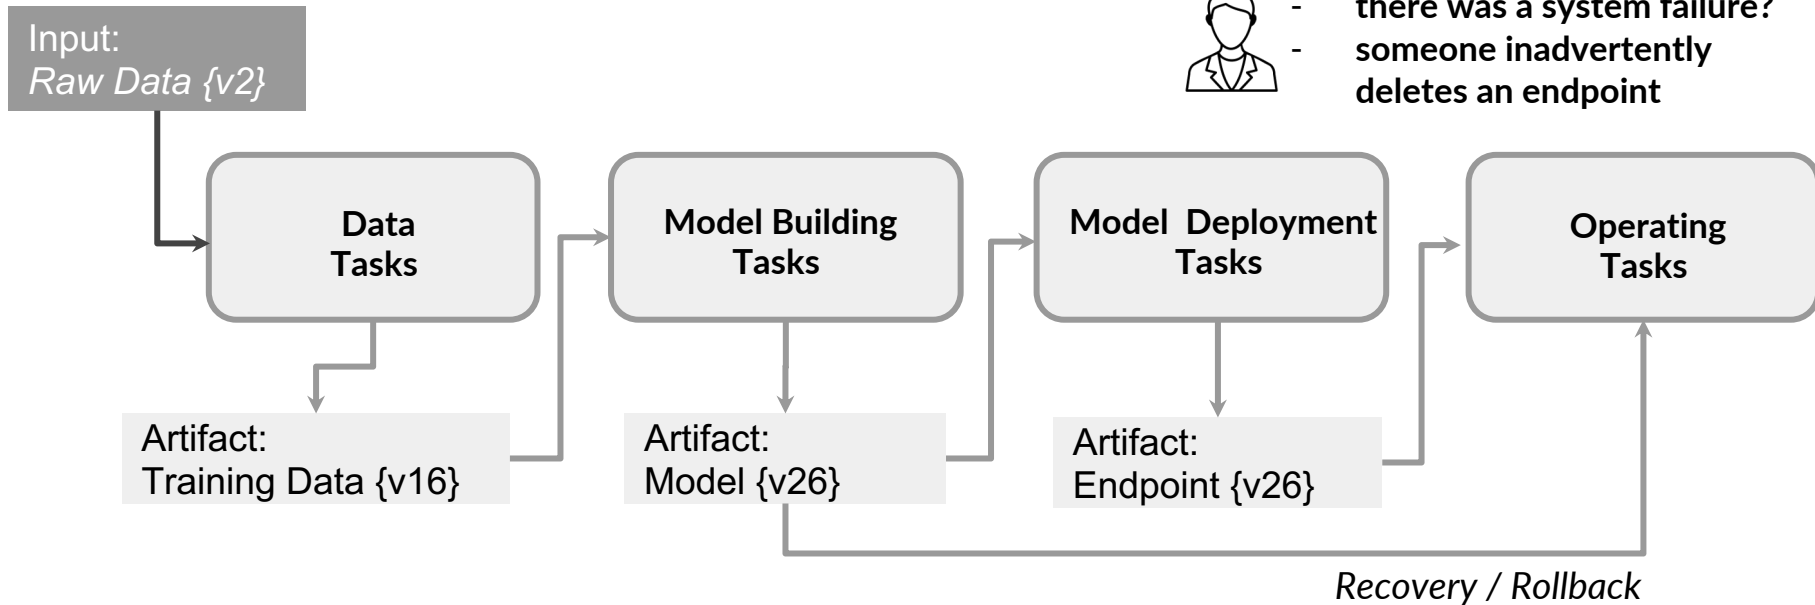 Input:
Raw Data {v2}
- there was a system failure?
- someone inadvertently
deletes an endpoint
Data
Tasks
Model Building
Tasks
Model Deployment
Tasks
Operating
Tasks
Artifact:
Training Data {v16}
Artifact:
Model {v26}
Artifact:
Endpoint {v26}
Recovery / Rollback